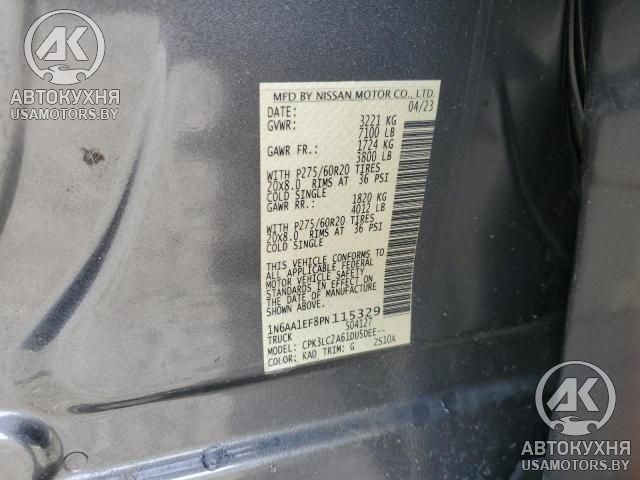 АК
АВТОКУХНЯ
USAMOTORS.BY
MFD BY NISSAN MOTOR CO., LTD.
DATE: 04/23
GVWR: 3221 KG
7100 LB
GAWR FR.: 1724 KG
3800 LB
WITH P275/60R20 TIRES
20x8.0 RIMS AT 36 PSI
COLD SINGLE
GAWR RR.: 1820 KG
4012 LB
WITH P275/60R20 TIRES
20x8.0 RIMS AT 36 PSI
COLD SINGLE
THIS VEHICLE CONFORMS TO
ALL APPLICABLE FEDERAL
MOTOR VEHICLE SAFETY
STANDARDS IN EFFECT ON
THE DATE OF MANUFACTURE
SHOWN ABOVE.
1N6AA1EF8PN115329
TRUCK 504127
MODEL: CPK3LC2A61DU5DEE--
COLOR: KAD TRIM: G ZS10A
АК
АВТОКУХНЯ
USAMOTORS.BY